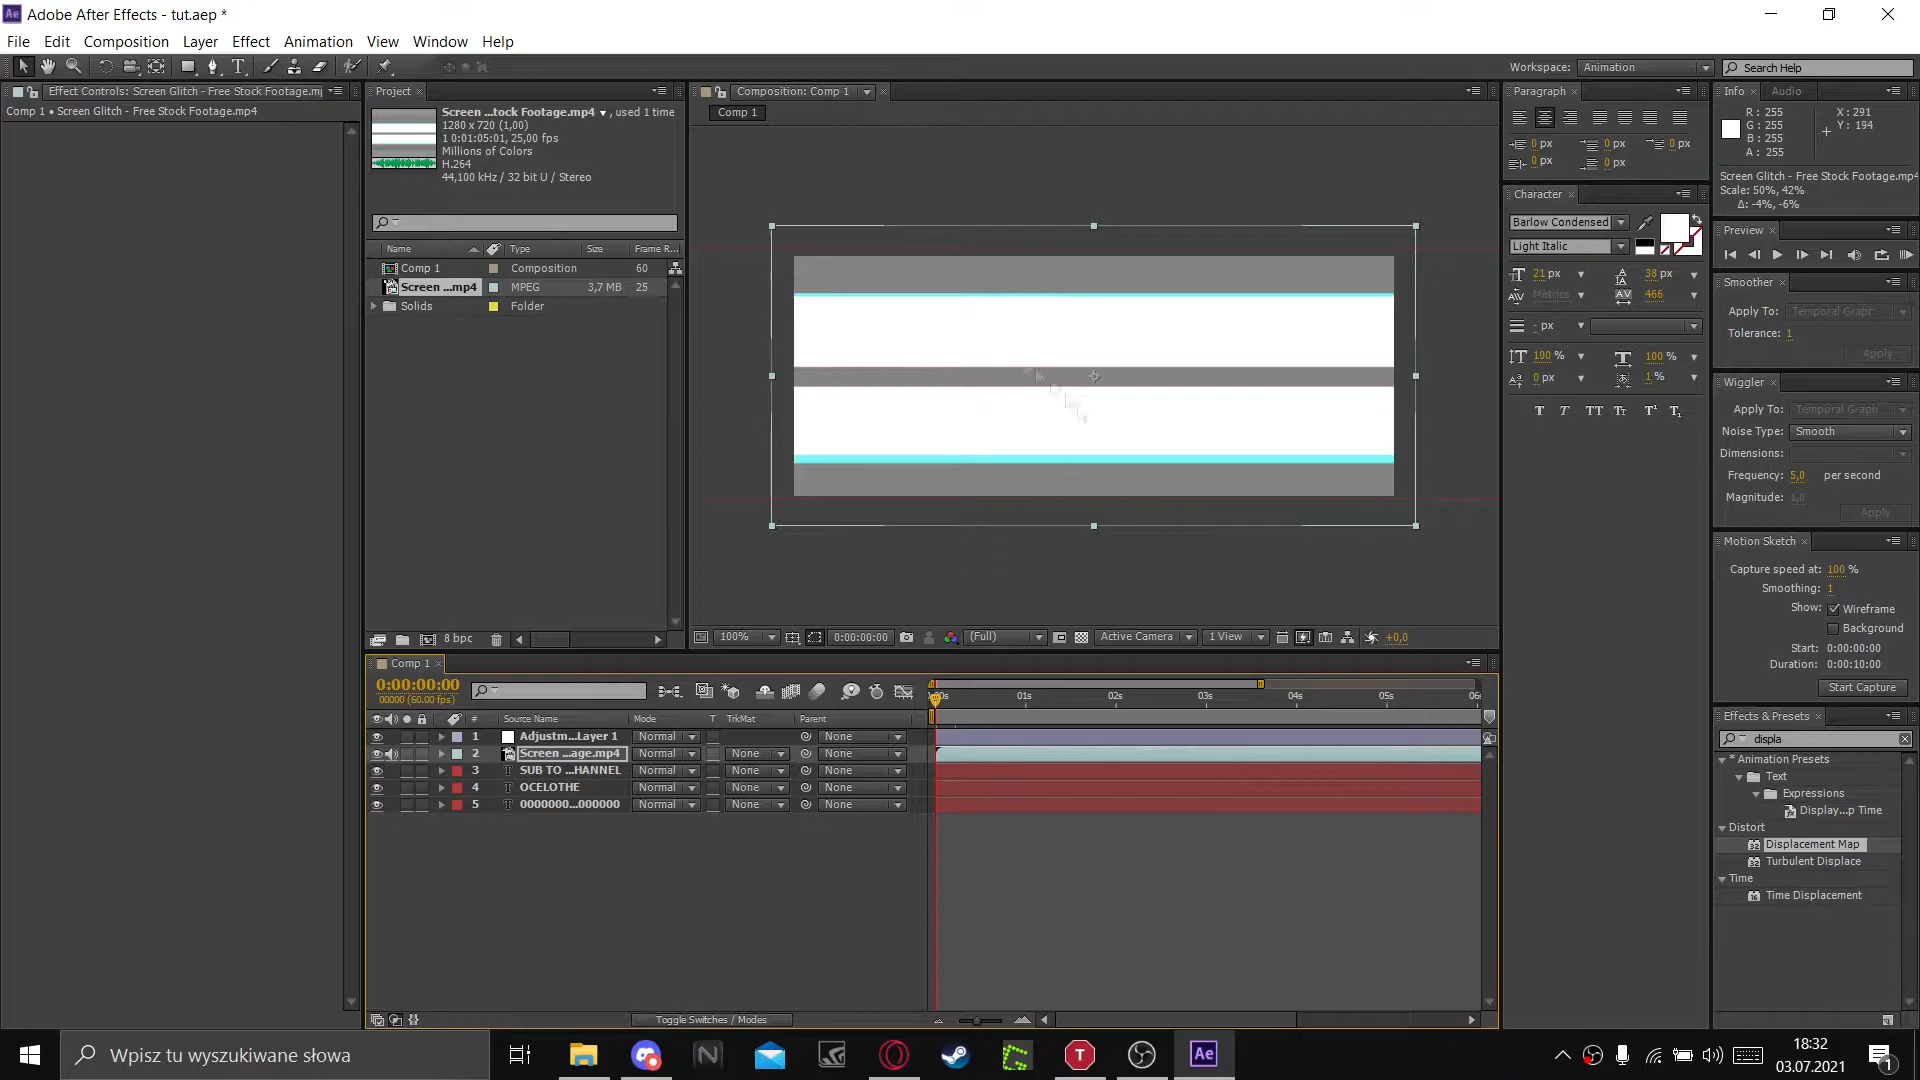 Adobe After Effects - tut.aep *
File Edit Composition Layer Effect Animation View Window Help
Workspace: Animation Search Help
Effect Controls: Screen Glitch - Free Stock Footage.mp
Comp 1 • Screen Glitch - Free Stock Footage.mp4
Project
Screen ...tock Footage.mp4 , used 1 time
1280 x 720 (1,00)
1 0:01:05:01, 25,00 fps
Millions of Colors
H.264
44,100 kHz / 32 bit U / Stereo
Name Type Size Frame R...
Comp 1 Composition 60
Screen ...mp4 MPEG 3,7 MB 25
Solids Folder
8 bpc
Composition: Comp 1
Comp 1
100% 0:00:00:00 (Full) Active Camera 1 View +0,0
Paragraph
0 px 0 px 0 px
0 px 0 px
Character
Barlow Condensed
Light Italic
21 px 38 px
Metrics 466
- px
100 % 100 %
0 px 1 %
T T TT Tr T¹ T₁
Info Audio
R : 255 X : 291
G : 255 Y : 194
B : 255
A : 255
Screen Glitch - Free Stock Footage.mp4
Scale: 50%, 42%
Δ: -4%, -6%
Preview
Smoother
Apply To: Temporal Graph
Tolerance: 1
Apply
Wiggler
Apply To: Temporal Graph
Noise Type: Smooth
Dimensions:
Frequency: 5,0 per second
Magnitude: 1,0
Apply
Motion Sketch
Capture speed at: 100 %
Smoothing: 1
Show: Wireframe
Background
Start: 0:00:00:00
Duration: 0:00:10:00
Start Capture
Effects & Presets
displa
* Animation Presets
Text
Expressions
Display...p Time
Distort
Displacement Map
Turbulent Displace
Time
Time Displacement
Comp 1
0:00:00:00
00000 (60.00 fps)
01s 02s 03s 04s 05s
# Source Name Mode T TrkMat Parent
1 Adjustm...Layer 1 Normal None
2 Screen ...age.mp4 Normal None None
3 SUB TO ...HANNEL Normal None None
4 OCELOTHE Normal None None
5 0000000...000000 Normal None None
Toggle Switches / Modes
Wpisz tu wyszukiwane słowa
18:32
03.07.2021
1